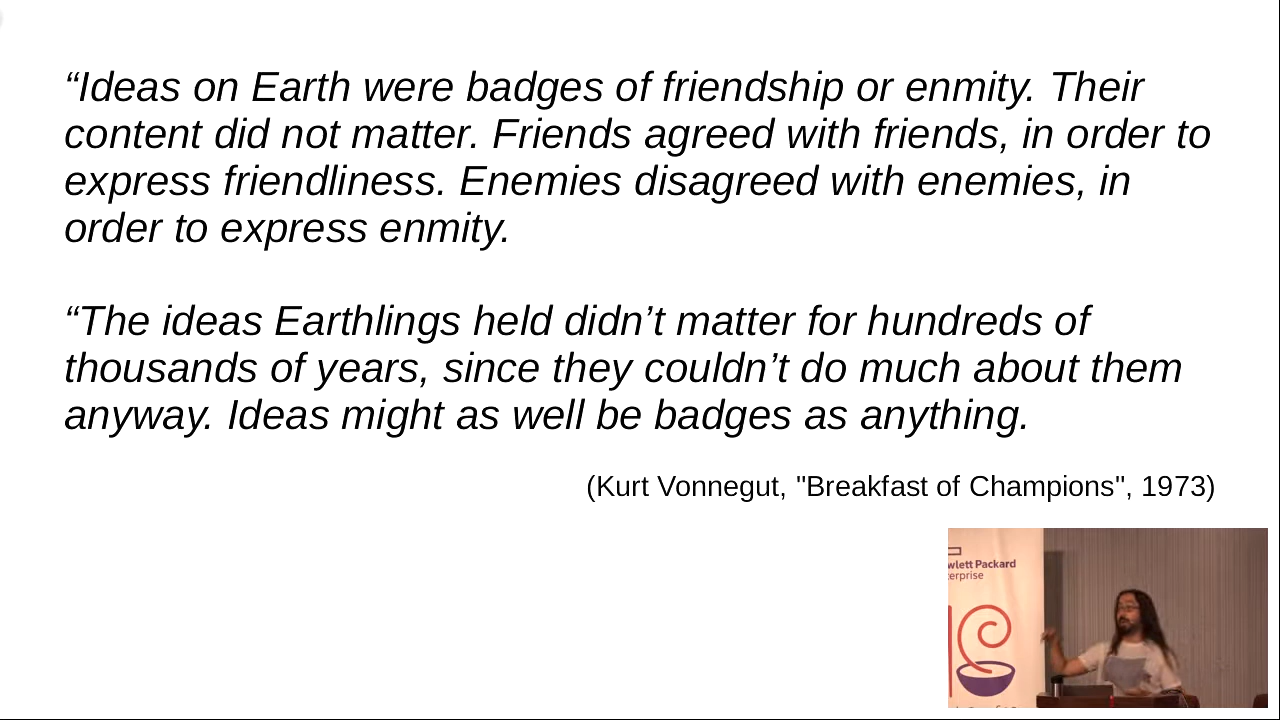 “Ideas on Earth were badges of friendship or enmity. Their
content did not matter. Friends agreed with friends, in order to
express friendliness. Enemies disagreed with enemies, in
order to express enmity.
“The ideas Earthlings held didn’t matter for hundreds of
thousands of years, since they couldn’t do much about them
anyway. Ideas might as well be badges as anything.
(Kurt Vonnegut, "Breakfast of Champions", 1973)
wlett Packard
terprise